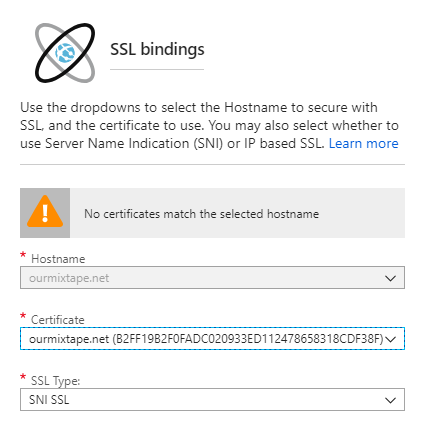 SSL bindings
Use the dropdowns to select the Hostname to secure with
SSL, and the certificate to use. You may also select whether to
use Server Name Indication (SNI) or IP based SSL. Learn more
No certificates match the selected hostname
* Hostname
ourmixtape.net
* Certificate
ourmixtape.net (B2FF19B2F0FADC020933ED112478658318CDF38F)
* SSL Type:
SNI SSL